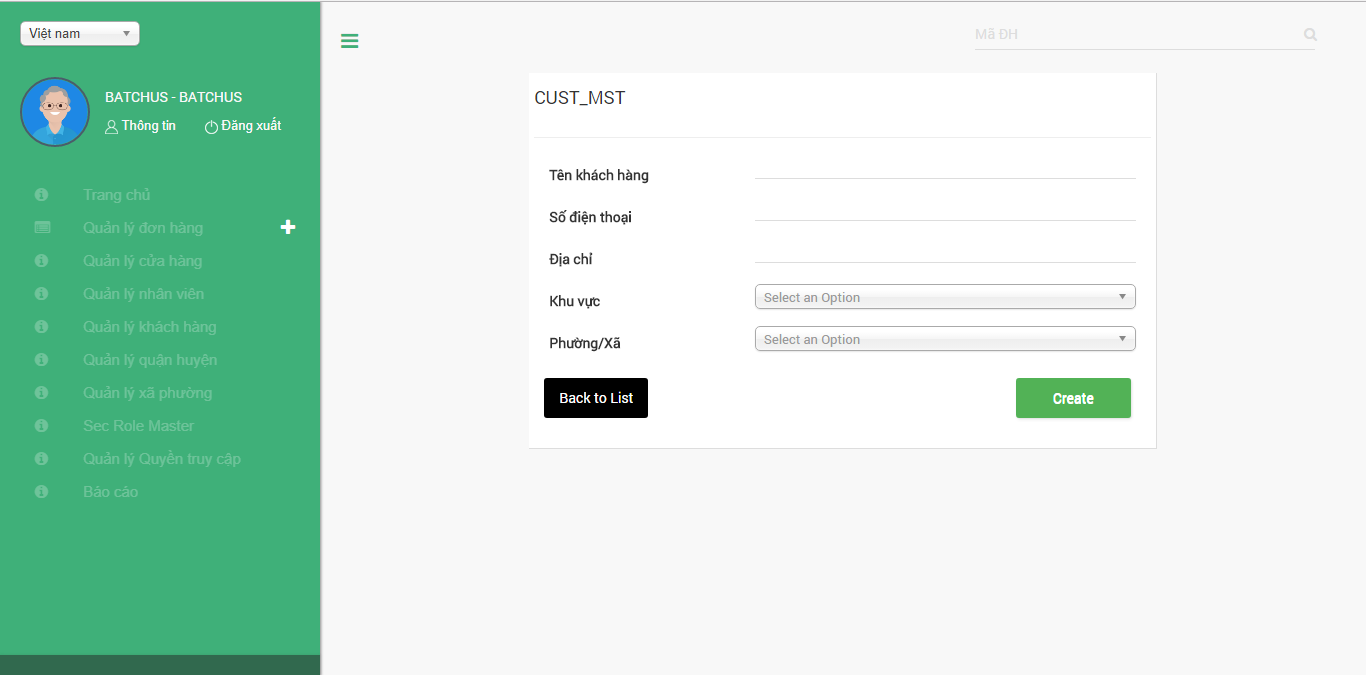 Việt nam
BATCHUS - BATCHUS
Thông tin
Đăng xuất
Trang chủ
Quản lý đơn hàng
Quản lý cửa hàng
Quản lý nhân viên
Quản lý khách hàng
Quản lý quận huyện
Quản lý xã phường
Sec Role Master
Quản lý Quyền truy cập
Báo cáo
Mã ĐH
CUST_MST
Tên khách hàng
Số điện thoại
Địa chỉ
Khu vực Select an Option
Phường/Xã Select an Option
Back to List Create